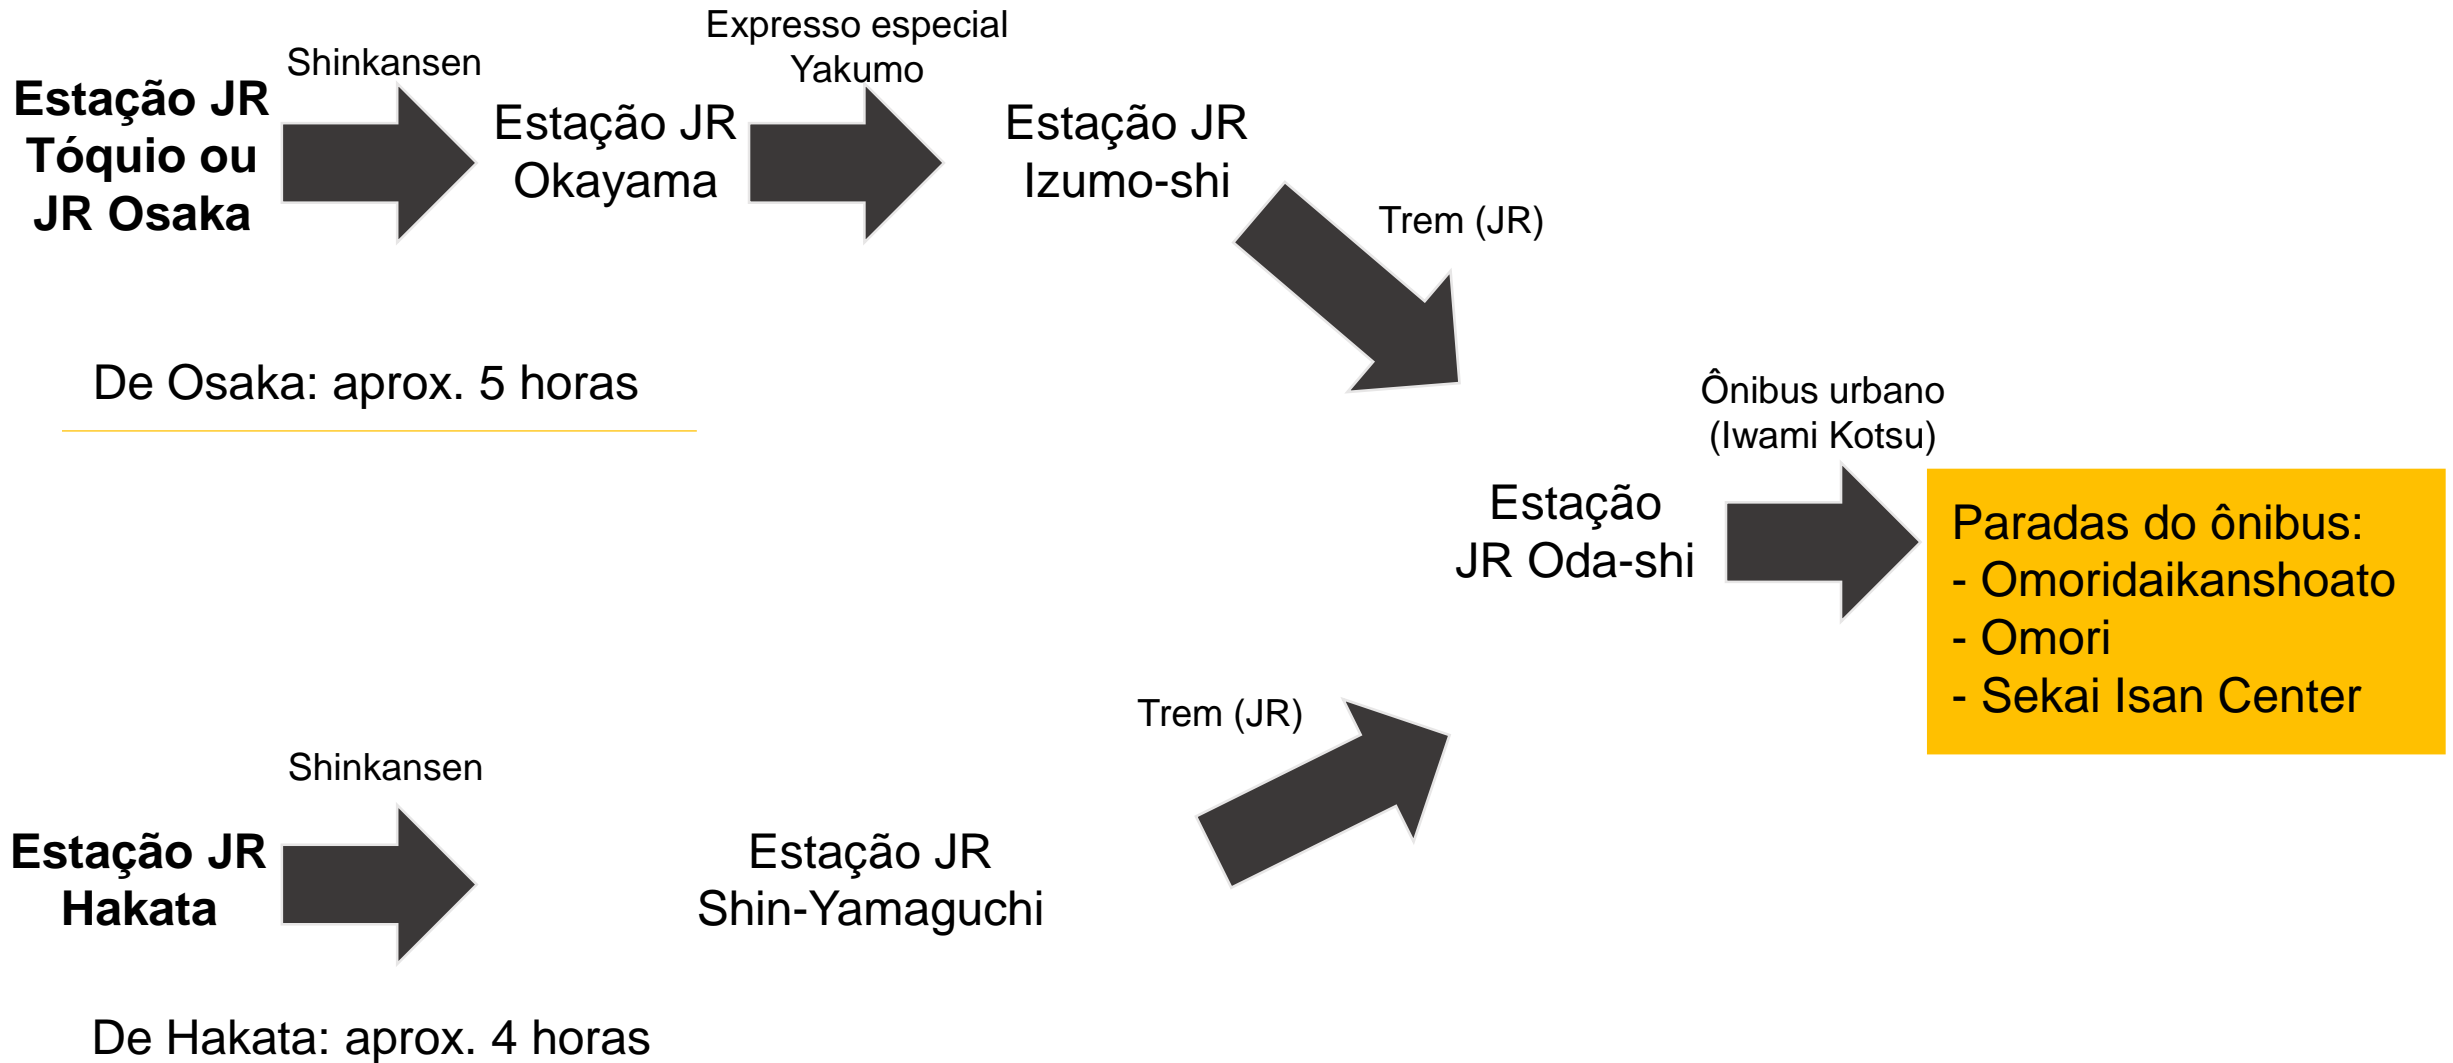 Expresso especial
Yakumo
Shinkansen
Estação JR
Tóquio ou
JR Osaka
Estação JR
Okayama
Estação JR
Izumo-shi
Trem (JR)
De Osaka: aprox. 5 horas
Ônibus urbano
(Iwami Kotsu)
Estação
JR Oda-shi
Paradas do ônibus:
- Omoridaikanshoato
- Omori
- Sekai Isan Center
Trem (JR)
Shinkansen
Estação JR
Hakata
Estação JR
Shin-Yamaguchi
De Hakata: aprox. 4 horas